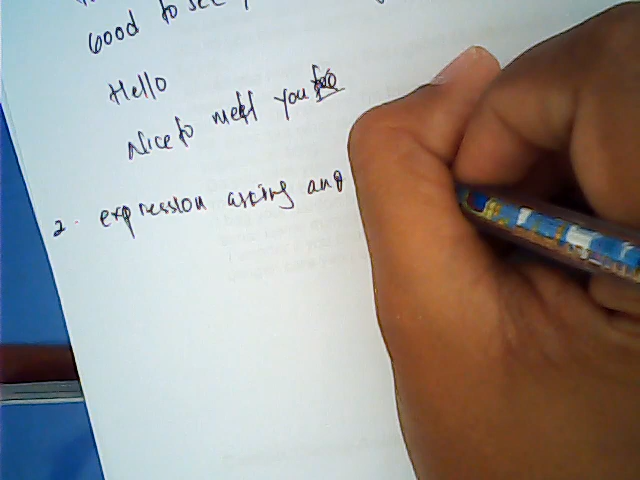 Good to see
Hello
Nice to meet you
2. expression asking and